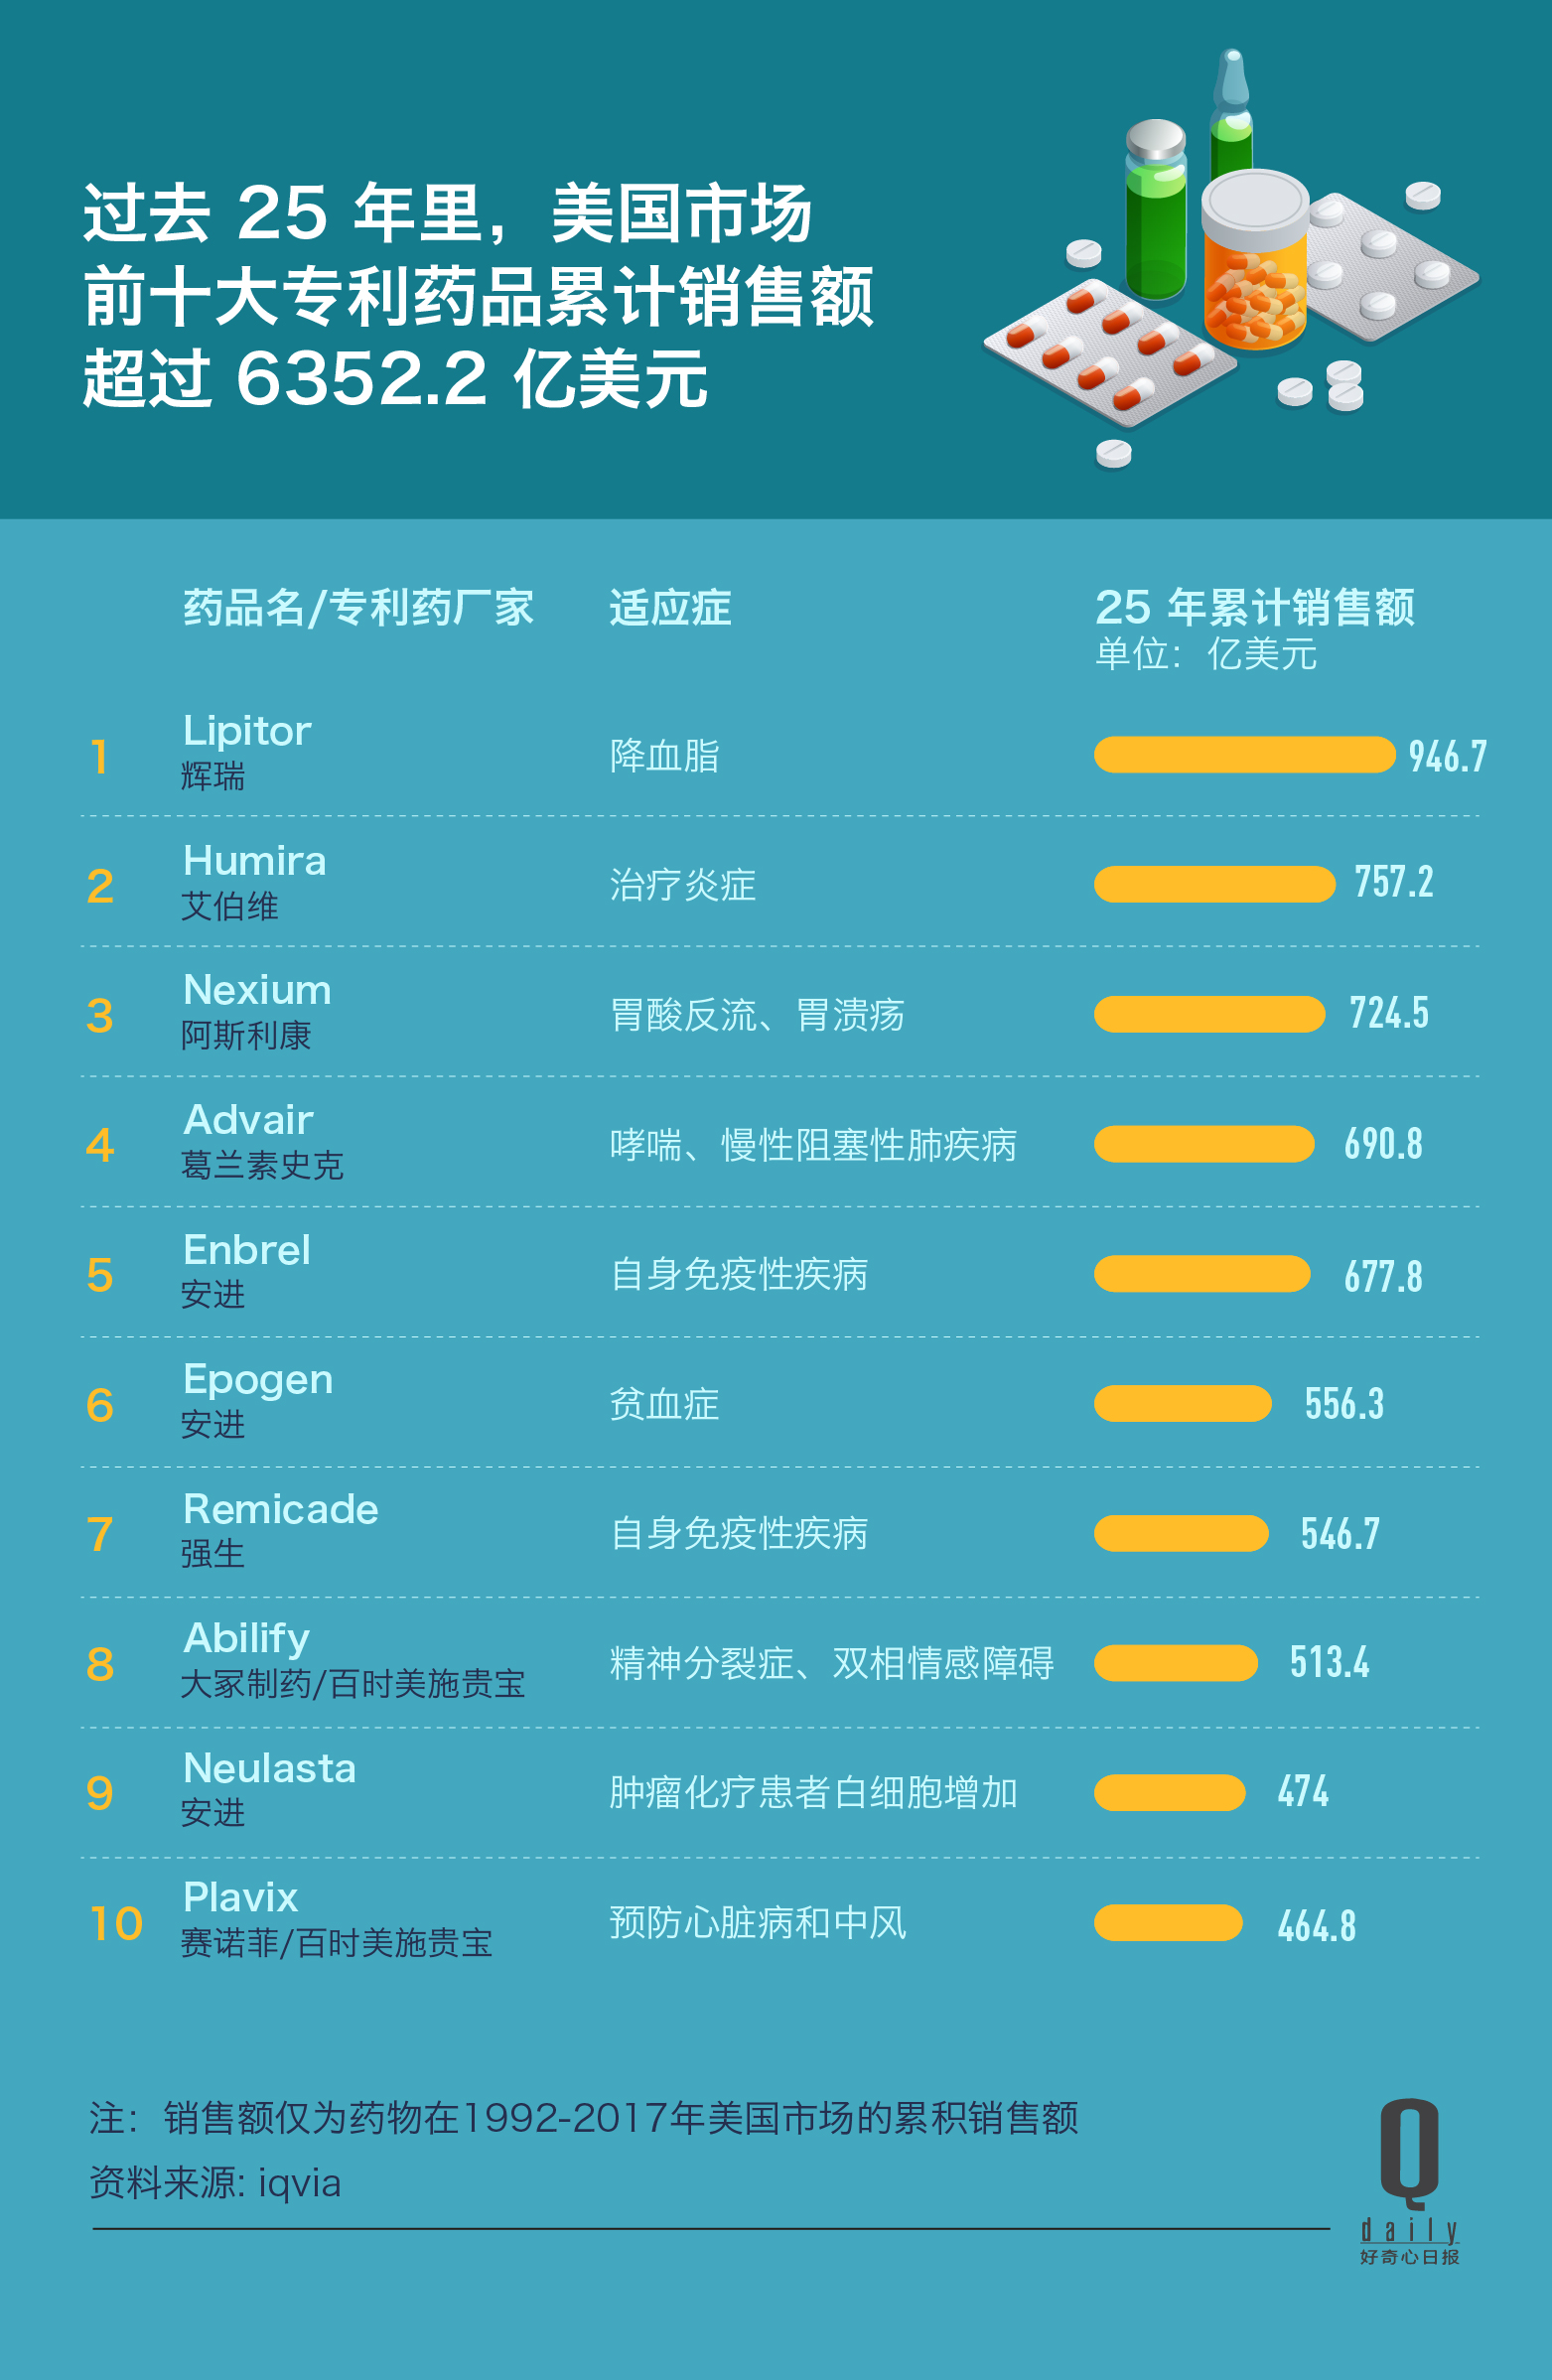 过去 25 年里，美国市场
前十大专利药品累计销售额
超过 6352.2 亿美元
药品名/专利药厂家 适应症 25 年累计销售额
单位：亿美元
1 Lipitor 降血脂 946.7
辉瑞
2 Humira 治疗炎症 757.2
艾伯维
3 Nexium 胃酸反流、胃溃疡 724.5
阿斯利康
4 Advair 哮喘、慢性阻塞性肺疾病 690.8
葛兰素史克
5 Enbrel 自身免疫性疾病 677.8
安进
6 Epogen 贫血症 556.3
安进
7 Remicade 自身免疫性疾病 546.7
强生
8 Abilify 精神分裂症、双相情感障碍 513.4
大冢制药/百时美施贵宝
9 Neulasta 肿瘤化疗患者白细胞增加 474
安进
10 Plavix 预防心脏病和中风 464.8
赛诺菲/百时美施贵宝
注：销售额仅为药物在1992-2017年美国市场的累积销售额
资料来源: iqvia
Q
daily
好奇心日报